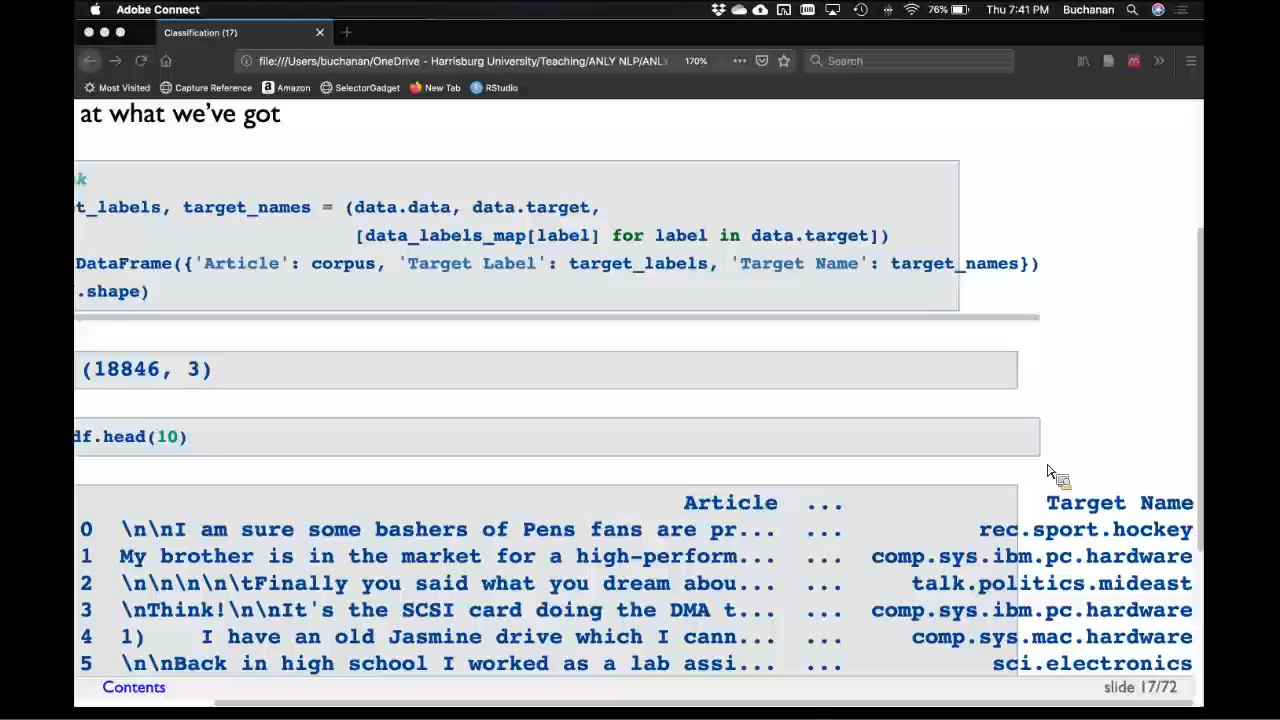 Adobe Connect 76% Thu 7:41 PM Buchanan
Classification (17)
file:///Users/buchanan/OneDrive - Harrisburg University/Teaching/ANLY NLP/ANL 170% Search
Most Visited Capture Reference Amazon SelectorGadget New Tab RStudio
at what we've got
k
t_labels, target_names = (data.data, data.target,
[data_labels_map[label] for label in data.target])
DataFrame({'Article': corpus, 'Target Label': target_labels, 'Target Name': target_names})
.shape)
(18846, 3)
df.head(10)
Article ... Target Name
0 \n\nI am sure some bashers of Pens fans are pr... ... rec.sport.hockey
1 My brother is in the market for a high-perform... ... comp.sys.ibm.pc.hardware
2 \n\n\n\n\tFinally you said what you dream abou... ... talk.politics.mideast
3 \nThink!\n\nIt's the SCSI card doing the DMA t... ... comp.sys.ibm.pc.hardware
4 1) I have an old Jasmine drive which I cann... ... comp.sys.mac.hardware
5 \n\nBack in high school I worked as a lab assi... ... sci.electronics
Contents slide 17/72